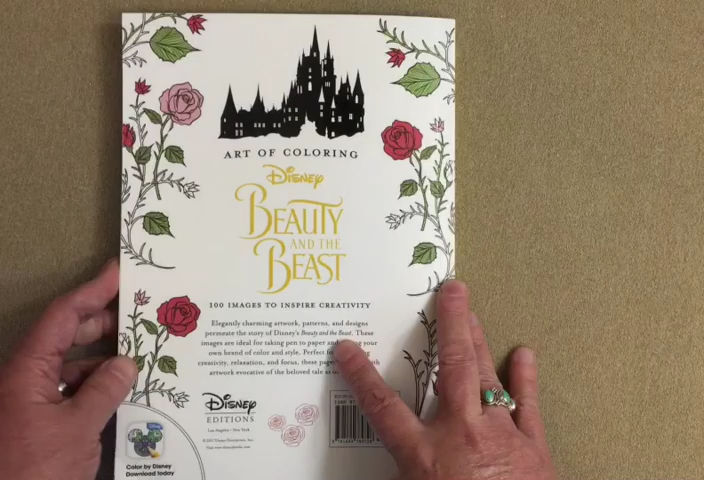 ART OF COLORING
Disney
BEAUTY
AND THE
BEAST
100 IMAGES TO INSPIRE CREATIVITY
Elegantly charming artwork, patterns, and designs
permeate the story of Disney's Beauty and the Beast. These
images are ideal for taking pen to paper and your
own brand of color and style. Perfect
creativity, relaxation, and focus, these
artwork evocative of the beloved tale as
Disney
EDITIONS
Los Angeles • New York
Color by Disney
Download today